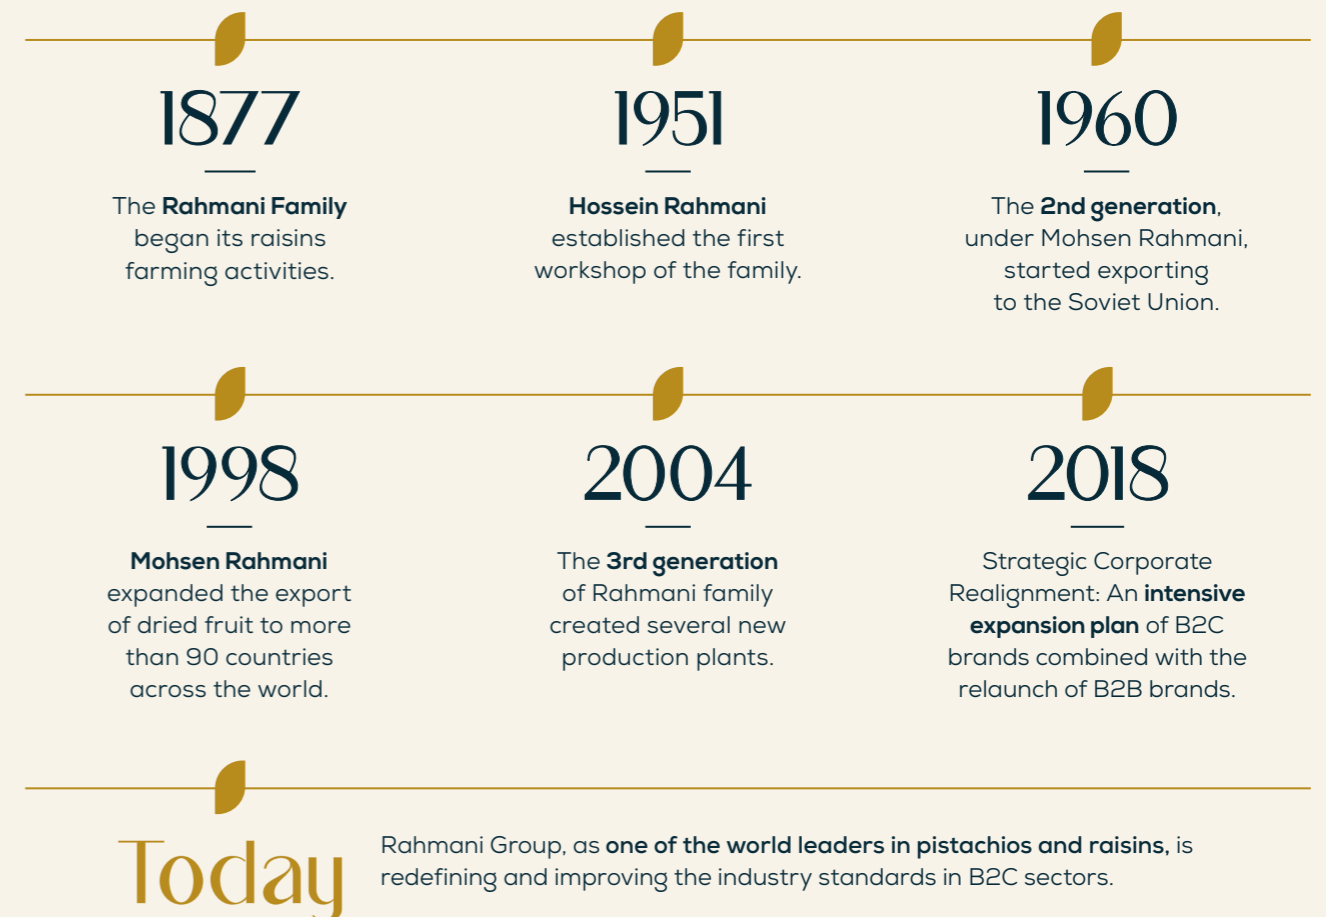 1877
The Rahmani Family
began its raisins
farming activities.
1951
Hossein Rahmani
established the first
workshop of the family.
1960
The 2nd generation,
under Mohsen Rahmani,
started exporting
to the Soviet Union.
1998
Mohsen Rahmani
expanded the export
of dried fruit to more
than 90 countries
across the world.
2004
The 3rd generation
of Rahmani family
created several new
production plants.
2018
Strategic Corporate
Realignment: An intensive
expansion plan of B2C
brands combined with the
relaunch of B2B brands.
Today
Rahmani Group, as one of the world leaders in pistachios and raisins, is
redefining and improving the industry standards in B2C sectors.